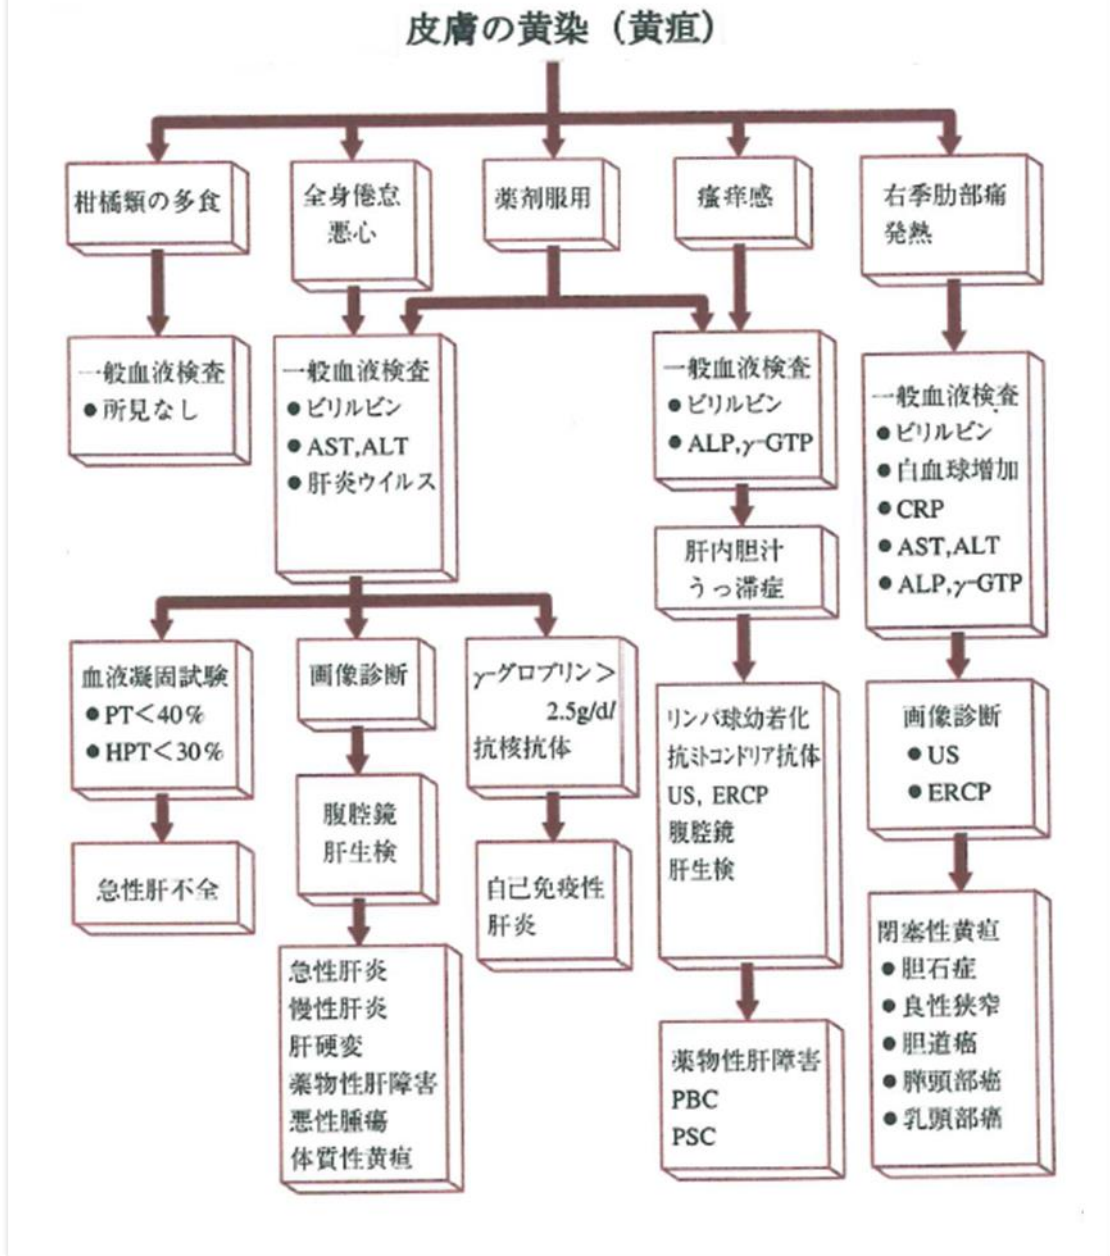 皮膚の黄染（黄疸）
柑橘類の多食
全身倦怠
悪心
薬剤服用
瘙痒感
右季肋部痛
発熱
一般血液検査
●所見なし
一般血液検査
●ビリルビン
●AST,ALT
●肝炎ウイルス
一般血液検査
●ビリルビン
●ALP,γ-GTP
一般血液検査
●ビリルビン
●白血球増加
●CRP
●AST,ALT
●ALP,γ-GTP
肝内胆汁
うっ滞症
血液凝固試験
●PT＜40%
●HPT＜30%
画像診断
γ-グロブリン＞
2.5g/dl
抗核抗体
リンパ球幼若化
抗ミトコンドリア抗体
US, ERCP
腹腔鏡
肝生検
画像診断
●US
●ERCP
腹腔鏡
肝生検
急性肝不全
自己免疫性
肝炎
急性肝炎
慢性肝炎
肝硬変
薬物性肝障害
悪性腫瘍
体質性黄疸
薬物性肝障害
PBC
PSC
閉塞性黄疸
●胆石症
●良性狭窄
●胆道癌
●膵頭部癌
●乳頭部癌